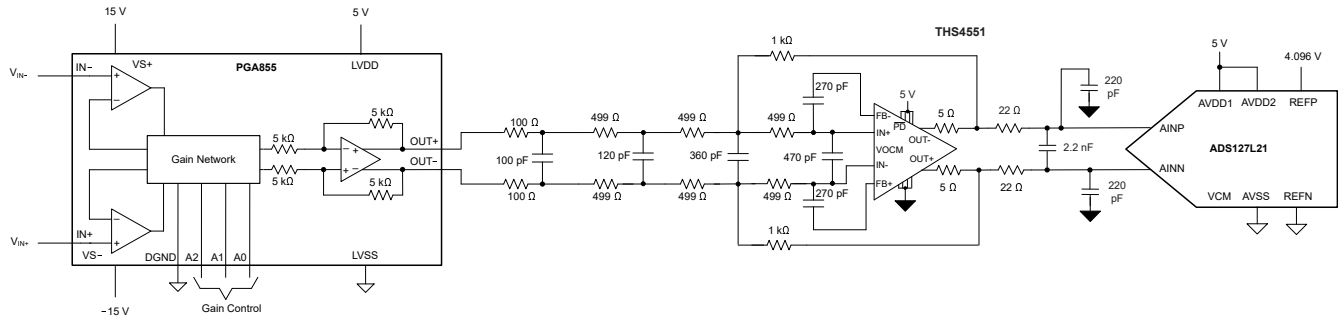 15 V
5 V
THS4551
1 kΩ
IN−
VS+
PGA855
LVDD
VIN−
+
−
5 kΩ
5 kΩ
OUT+
OUT−
Gain Network
− +
+ −
5 kΩ
5 kΩ
100 Ω
499 Ω
499 Ω
499 Ω
100 pF
120 pF
360 pF
470 pF
100 Ω
499 Ω
499 Ω
499 Ω
270 pF
270 pF
5 V
FB-
PD
IN+
OUT-
VOCM
IN-
OUT+
FB+
5 Ω
22 Ω
5 Ω
22 Ω
2.2 nF
220
pF
220
pF
5 V
4.096 V
AVDD1
AVDD2
REFP
AINP
ADS127L21
AINN
VCM
AVSS
REFN
1 kΩ
−
+
VIN+
IN+
VS−
DGND
A2
A1
A0
LVSS
−15 V
Gain Control